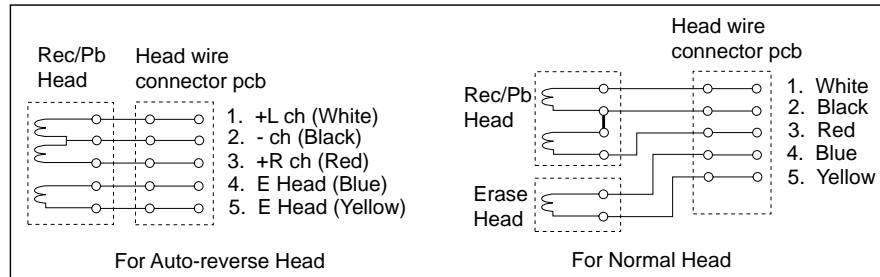 Rec/Pb
Head
Head wire
connector pcb
1. +L ch (White)
2. - ch (Black)
3. +R ch (Red)
4. E Head (Blue)
5. E Head (Yellow)
For Auto-reverse Head
Head wire
connector pcb
Rec/Pb
Head
1. White
2. Black
3. Red
4. Blue
5. Yellow
Erase
Head
For Normal Head